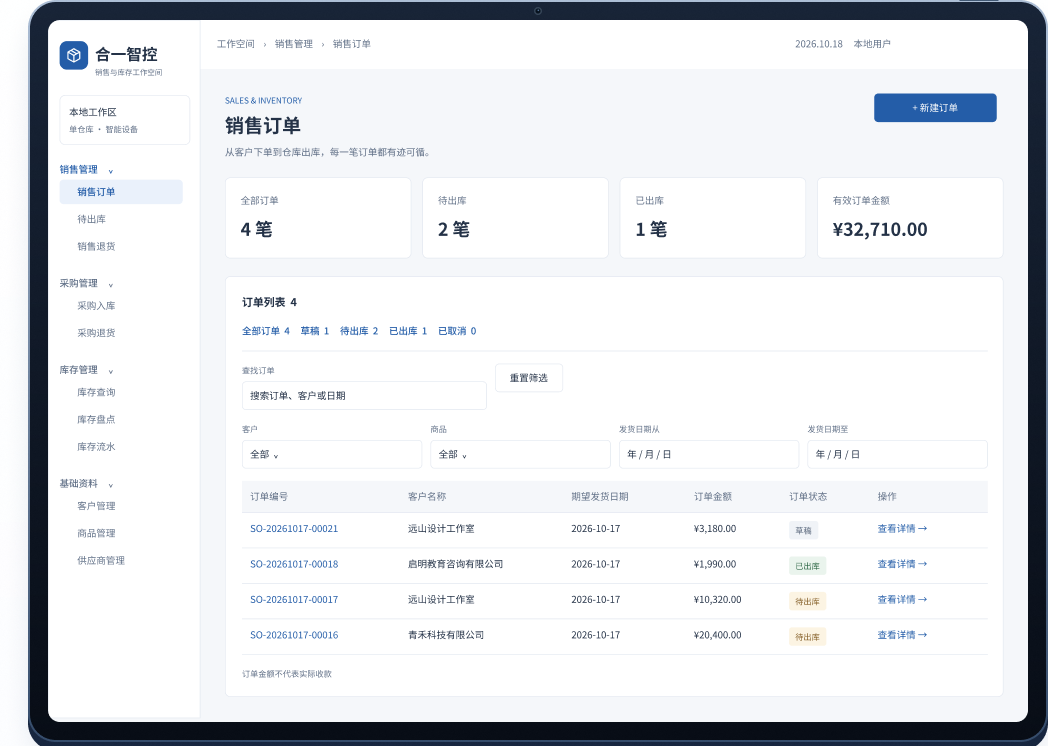 合一智控
销售与库存工作空间
本地工作区
单仓库 · 智能设备
销售管理
销售订单
待出库
销售退货
采购管理
采购入库
采购退货
库存管理
库存查询
库存盘点
库存流水
基础资料
客户管理
商品管理
供应商管理
工作空间 › 销售管理 › 销售订单
2026.10.18 本地用户
SALES & INVENTORY
销售订单
从客户下单到仓库出库，每一笔订单都有迹可循。
+ 新建订单
全部订单 待出库 已出库 有效订单金额
4 笔 2 笔 1 笔 ¥32,710.00
订单列表 4
全部订单 4 草稿 1 待出库 2 已出库 1 已取消 0
查找订单
搜索订单、客户或日期 重置筛选
客户 商品 发货日期从 发货日期至
全部 全部 年 / 月 / 日 年 / 月 / 日
订单编号 客户名称 期望发货日期 订单金额 订单状态 操作
SO-20261017-00021 远山设计工作室 2026-10-17 ¥3,180.00 草稿 查看详情 →
SO-20261017-00018 启明教育咨询有限公司 2026-10-17 ¥1,990.00 已出库 查看详情 →
SO-20261017-00017 远山设计工作室 2026-10-17 ¥10,320.00 待出库 查看详情 →
SO-20261017-00016 青禾科技有限公司 2026-10-17 ¥20,400.00 待出库 查看详情 →
订单金额不代表实际收款